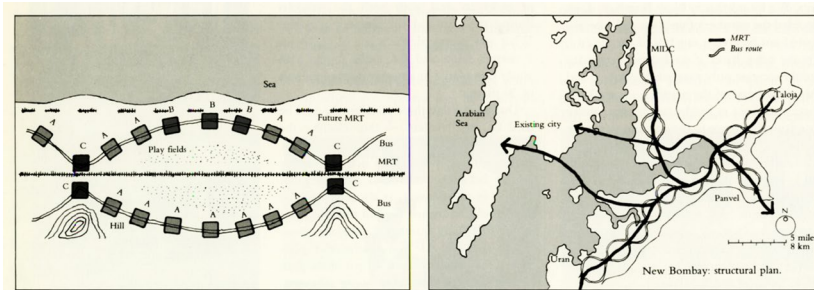 Sea
B
B
B
A
A
A
A
A
Future MRT
C
Play fields
C
Bus
MRT
C
C
A
A
A
A
A
A
A
Bus
Hill
MRT
Bus route
MIDC
Taloja
Arabian
Sea
Existing city
Panvel
N
5 mile
8 km
Uran
New Bombay: structural plan.